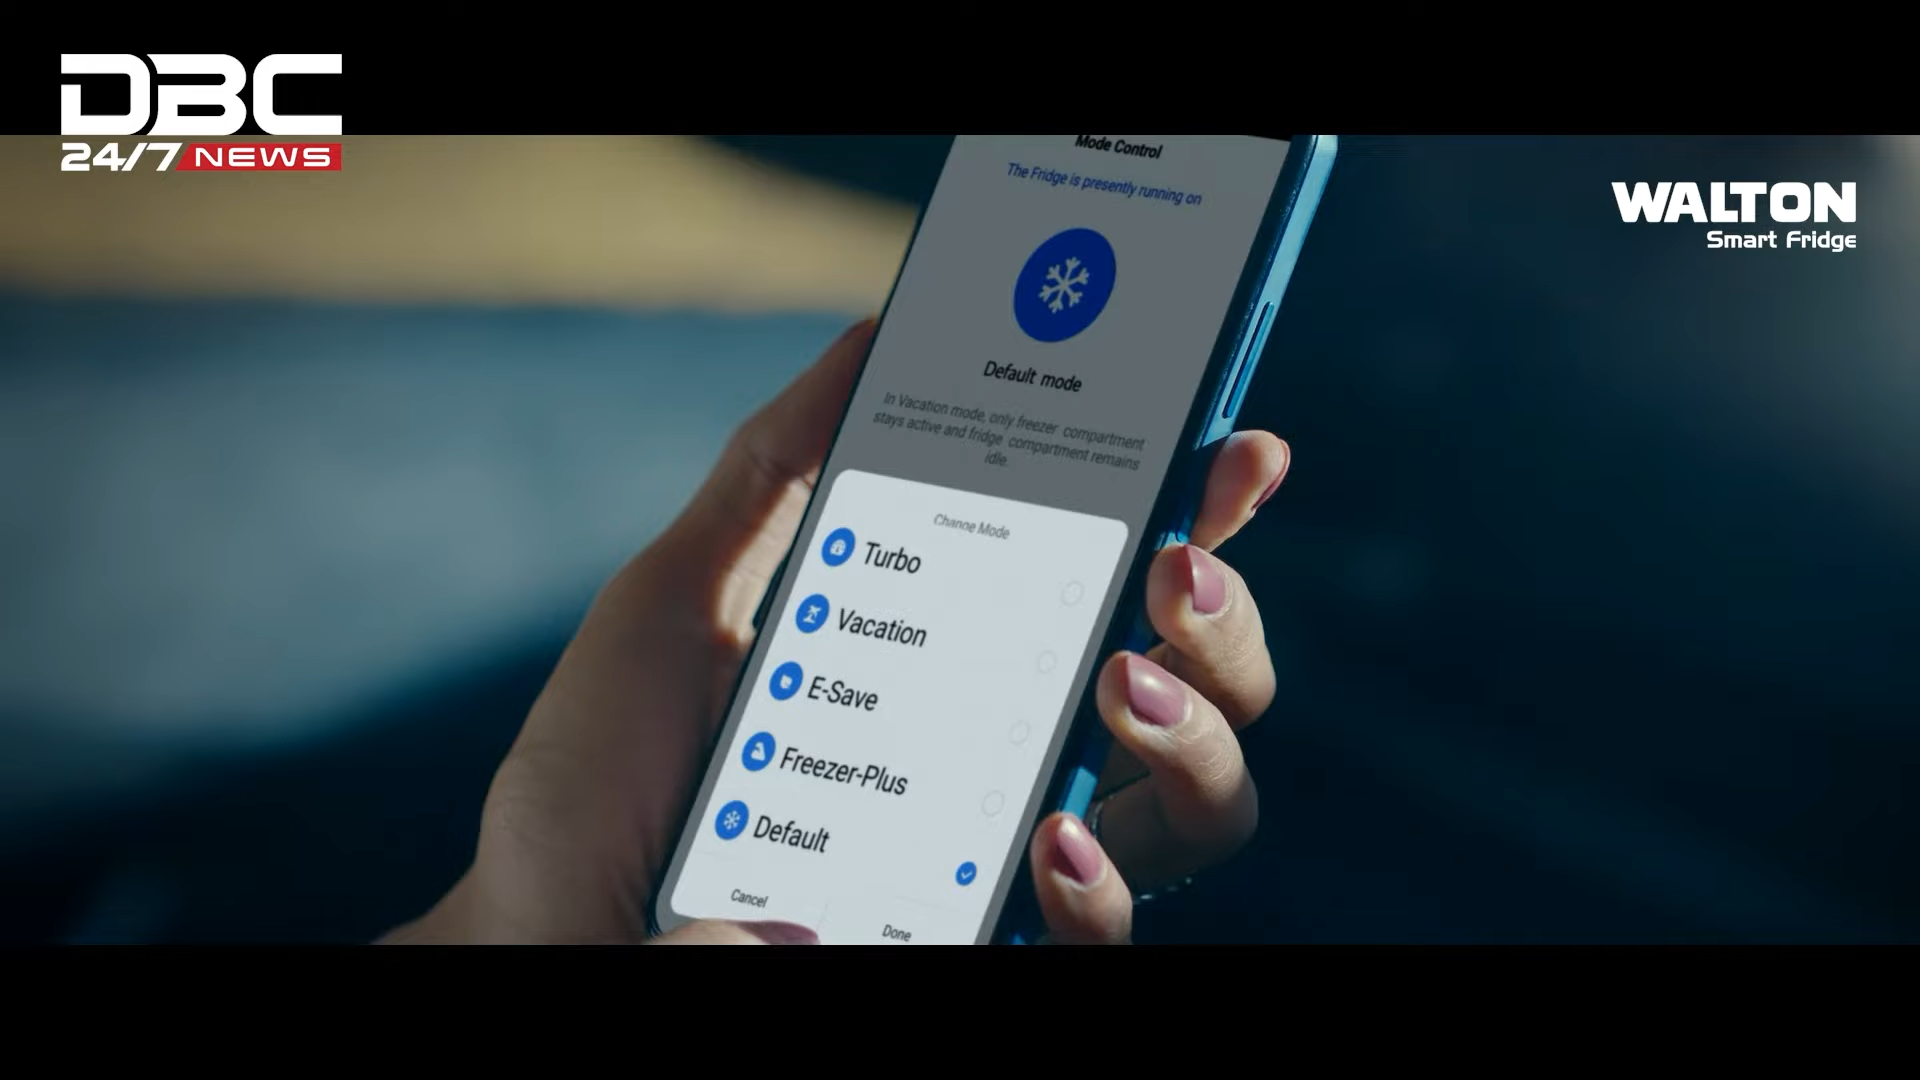 DBC
24/7 NEWS
WALTON
Smart Fridge
Mode Control
The Fridge is presently running on
Default mode
In Vacation mode, only freezer compartment
stays active and fridge compartment remains
idle.
Change Mode
Turbo
Vacation
E-Save
Freezer-Plus
Default
Cancel
Done